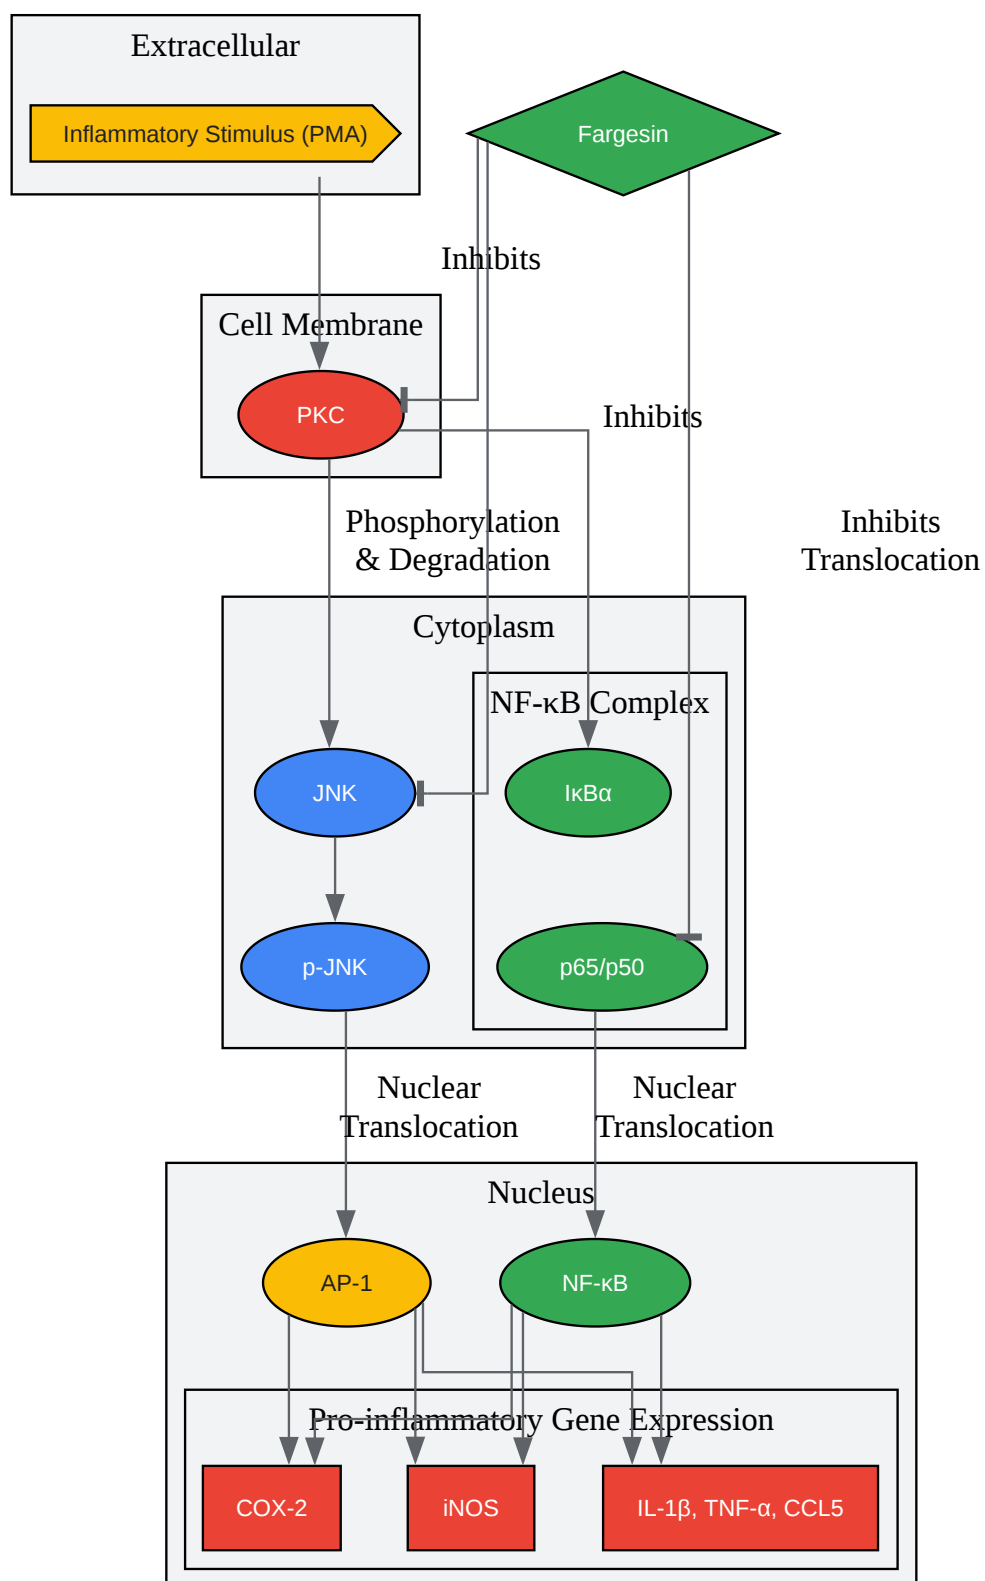 Extracellular
Inflammatory Stimulus (PMA)
Fargesin
Inhibits
Cell Membrane
PKC
Inhibits
Phosphorylation
& Degradation
Inhibits
Translocation
Cytoplasm
NF-κB Complex
JNK
IκBα
p-JNK
p65/p50
Nuclear
Translocation
Nuclear
Translocation
Nucleus
AP-1
NF-κB
Pro-inflammatory Gene Expression
COX-2
iNOS
IL-1β, TNF-α, CCL5